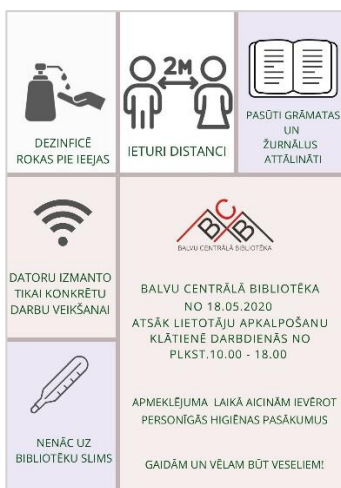 DEZINFICĒ
ROKAS PIE IEEJAS
2M
IETURI DISTANCI
PASŪTI GRĀMATAS
UN
ŽURNĀLUS
ATTĀLINĀTI
DATORU IZMANTO
TIKAI KONKRĒTU
DARBU VEIKŠANAI
BCB
BALVU CENTRĀLĀ BIBLIOTĒKA
BALVU CENTRĀLĀ BIBLIOTĒKA
NO 18.05.2020
ATSĀK LIETOTĀJU APKALPOŠANU
KLĀTIENĒ DARBDIENĀS NO
PLKST.10.00 - 18.00
APMEKLĒJUMA LAIKĀ AICINĀM IEVĒROT
PERSONĪGĀS HIGIĒNAS PASĀKUMUS
GAIDĀM UN VĒLAM BŪT VESELIEM!
NENĀC UZ
BIBLIOTĒKU SLIMS